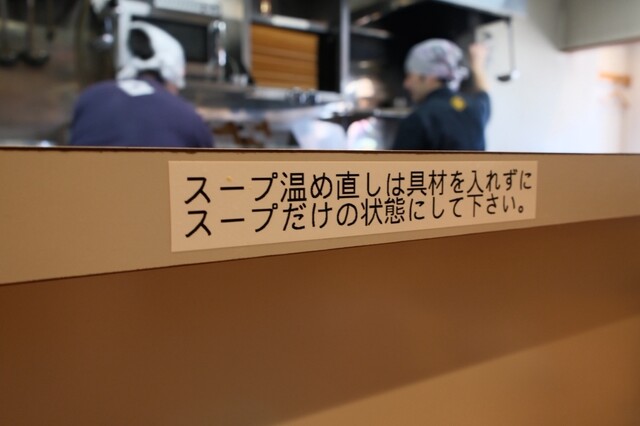 スープ温め直しは具材を入れずに
スープだけの状態にして下さい。